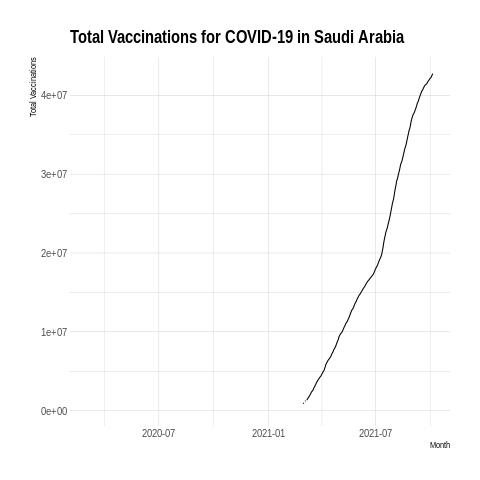 Total Vaccinations for COVID-19 in Saudi Arabia
Total Vaccinations
4e+07
3e+07
2e+07
1e+07
0e+00
2020-07
2021-01
2021-07
Month